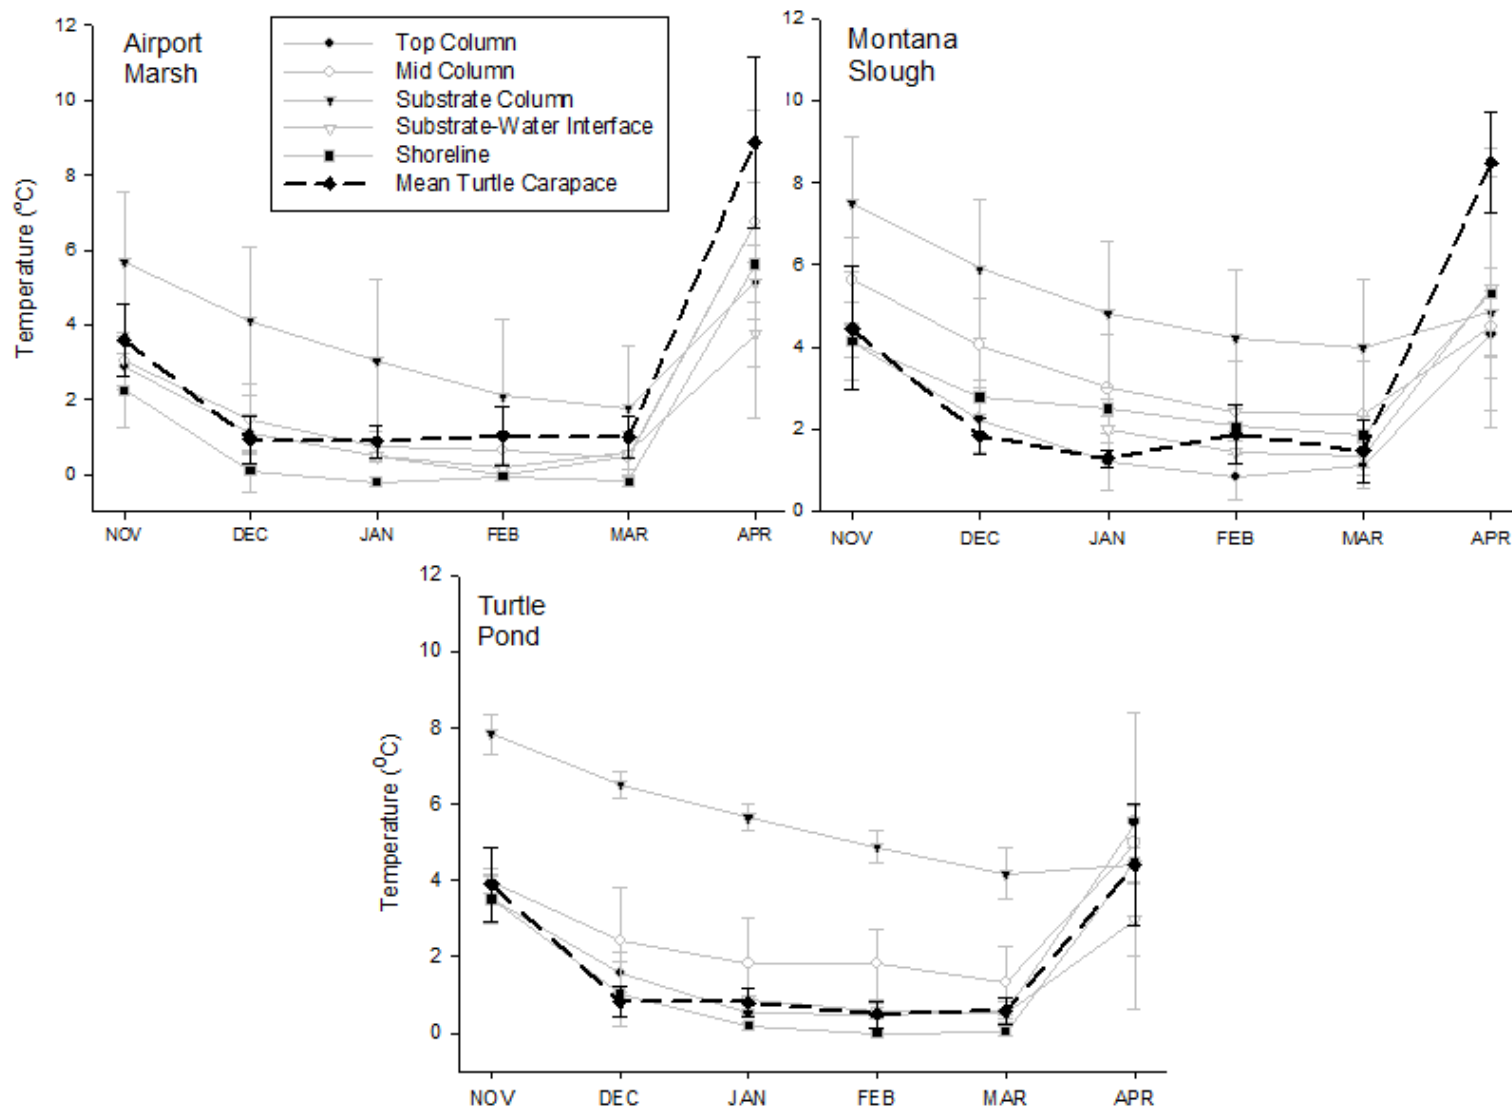 Airport
Marsh
Top Column
Mid Column
Substrate Column
Substrate-Water Interface
Shoreline
Mean Turtle Carapace
Temperature (°C)
12
10
8
6
4
2
0
NOV
DEC
JAN
FEB
MAR
APR
Montana
Slough
12
10
8
6
4
2
0
NOV
DEC
JAN
FEB
MAR
APR
Turtle
Pond
Temperature (°C)
12
10
8
6
4
2
0
NOV
DEC
JAN
FEB
MAR
APR